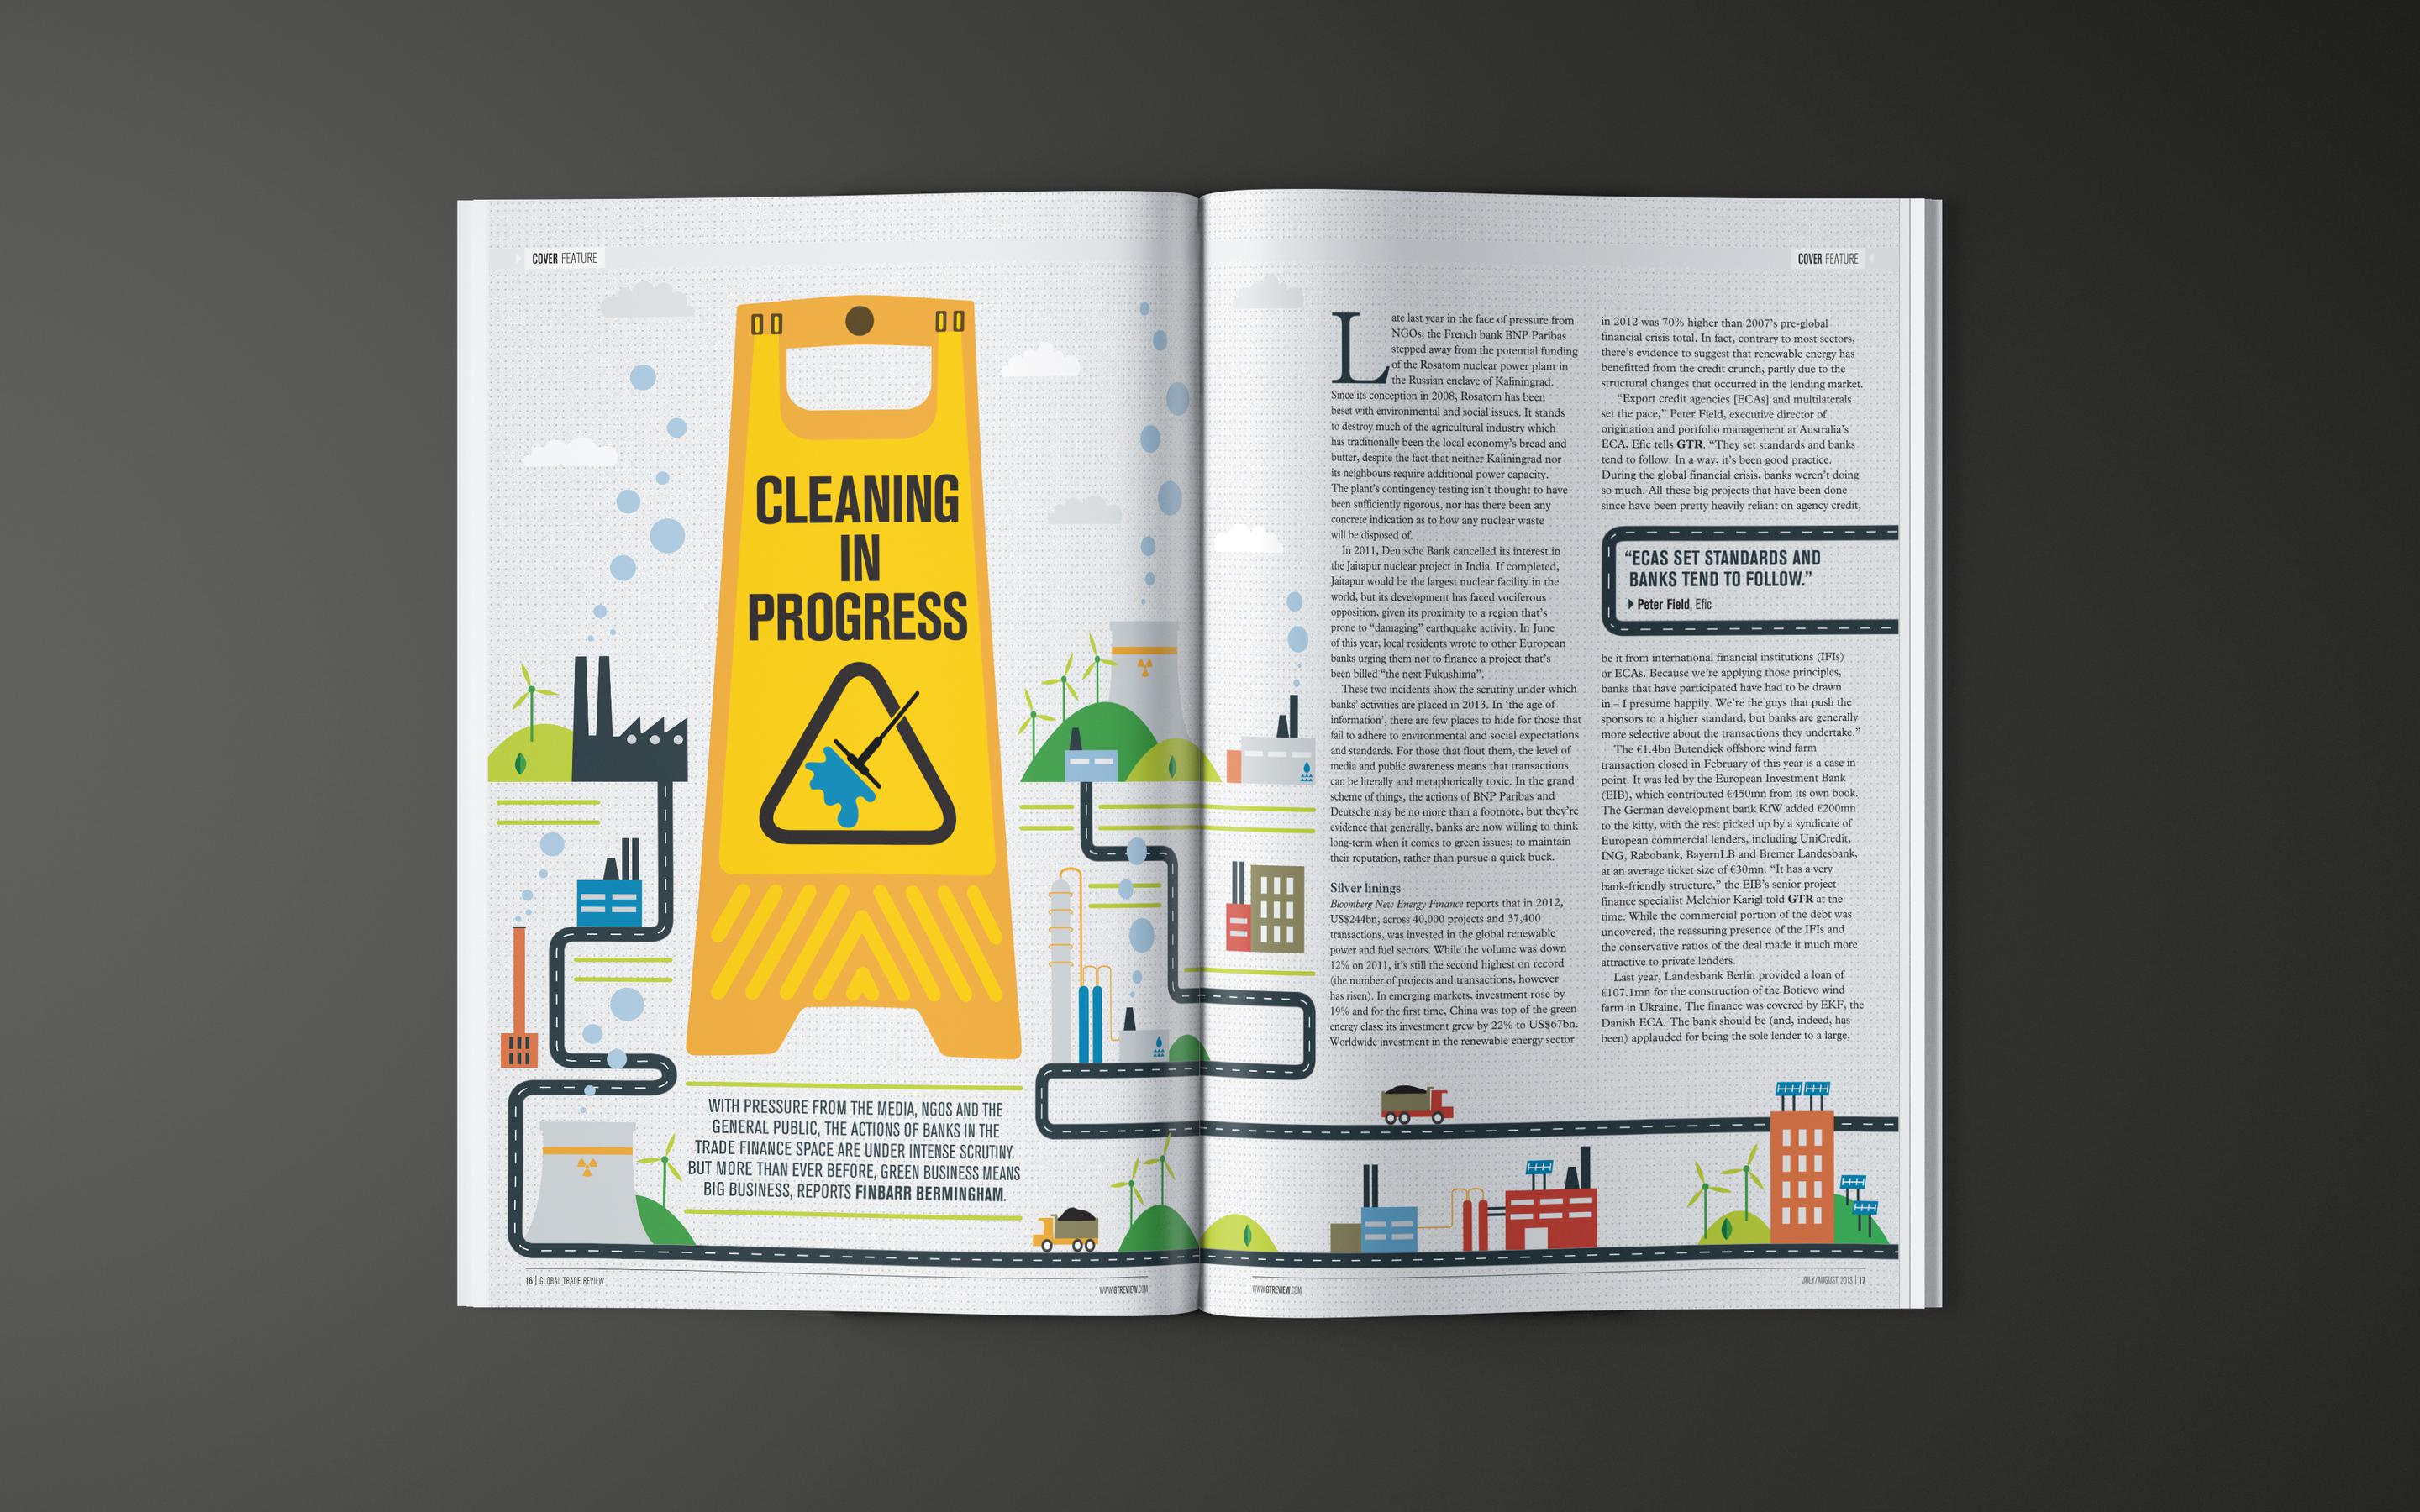 COVER FEATURE
CLEANING
IN
PROGRESS
WITH PRESSURE FROM THE MEDIA, NGOS AND THE
GENERAL PUBLIC, THE ACTIONS OF BANKS IN THE
TRADE FINANCE SPACE ARE UNDER INTENSE SCRUTINY.
BUT MORE THAN EVER BEFORE, GREEN BUSINESS MEANS
BIG BUSINESS, REPORTS FINBARR BERMINGHAM.
16 | GLOBAL TRADE REVIEW
WWW.GTREVIEW.COM
COVER FEATURE
Late last year in the face of pressure from
NGOs, the French bank BNP Paribas
stepped away from the potential funding
of the Rosatom nuclear power plant in
the Russian enclave of Kaliningrad.
Since its conception in 2008, Rosatom has been
beset with environmental and social issues. It stands
to destroy much of the agricultural industry which
has traditionally been the local economy's bread and
butter, despite the fact that neither Kaliningrad nor
its neighbours require additional power capacity.
The plant's contingency testing isn't thought to have
been sufficiently rigorous, nor has there been any
concrete indication as to how any nuclear waste
will be disposed of.
In 2011, Deutsche Bank cancelled its interest in
the Jaitapur nuclear project in India. If completed,
Jaitapur would be the largest nuclear facility in the
world, but its development has faced vociferous
opposition, given its proximity to a region that's
prone to "damaging" earthquake activity. In June
of this year, local residents wrote to other European
banks urging them not to finance a project that's
been billed "the next Fukushima".
These two incidents show the scrutiny under which
banks' activities are placed in 2013. In 'the age of
information', there are few places to hide for those that
fail to adhere to environmental and social expectations
and standards. For those that flout them, the level of
media and public awareness means that transactions
can be literally and metaphorically toxic. In the grand
scheme of things, the actions of BNP Paribas and
Deutsche may be no more than a footnote, but they're
evidence that generally, banks are now willing to think
long-term when it comes to green issues; to maintain
their reputation, rather than pursue a quick buck.
Silver linings
Bloomberg New Energy Finance reports that in 2012,
US$244bn, across 40,000 projects and 37,400
transactions, was invested in the global renewable
power and fuel sectors. While the volume was down
12% on 2011, it's still the second highest on record
(the number of projects and transactions, however
has risen). In emerging markets, investment rose by
19% and for the first time, China was top of the green
energy class: its investment grew by 22% to US$67bn.
Worldwide investment in the renewable energy sector
in 2012 was 70% higher than 2007's pre-global
financial crisis total. In fact, contrary to most sectors,
there's evidence to suggest that renewable energy has
benefitted from the credit crunch, partly due to the
structural changes that occurred in the lending market.
"Export credit agencies [ECAs] and multilaterals
set the pace," Peter Field, executive director of
origination and portfolio management at Australia's
ECA, Efic tells GTR. "They set standards and banks
tend to follow. In a way, it's been good practice.
During the global financial crisis, banks weren't doing
so much. All these big projects that have been done
since have been pretty heavily reliant on agency credit,
"ECAS SET STANDARDS AND
BANKS TEND TO FOLLOW."
Peter Field, Efic
be it from international financial institutions (IFIs)
or ECAs. Because we're applying those principles,
banks that have participated have had to be drawn
in – I presume happily. We're the guys that push the
sponsors to a higher standard, but banks are generally
more selective about the transactions they undertake."
The €1.4bn Butendiek offshore wind farm
transaction closed in February of this year is a case in
point. It was led by the European Investment Bank
(EIB), which contributed €450mn from its own book.
The German development bank KfW added €200mn
to the kitty, with the rest picked up by a syndicate of
European commercial lenders, including UniCredit,
ING, Rabobank, BayernLB and Bremer Landesbank,
at an average ticket size of €30mn. "It has a very
bank-friendly structure," the EIB's senior project
finance specialist Melchior Karigl told GTR at the
time. While the commercial portion of the debt was
uncovered, the reassuring presence of the IFIs and
the conservative ratios of the deal made it much more
attractive to private lenders.
Last year, Landesbank Berlin provided a loan of
€107.1mn for the construction of the Botievo wind
farm in Ukraine. The finance was covered by EKF, the
Danish ECA. The bank should be (and, indeed, has
been) applauded for being the sole lender to a large,
WWW.GTREVIEW.COM
JULY/AUGUST 2013 | 17